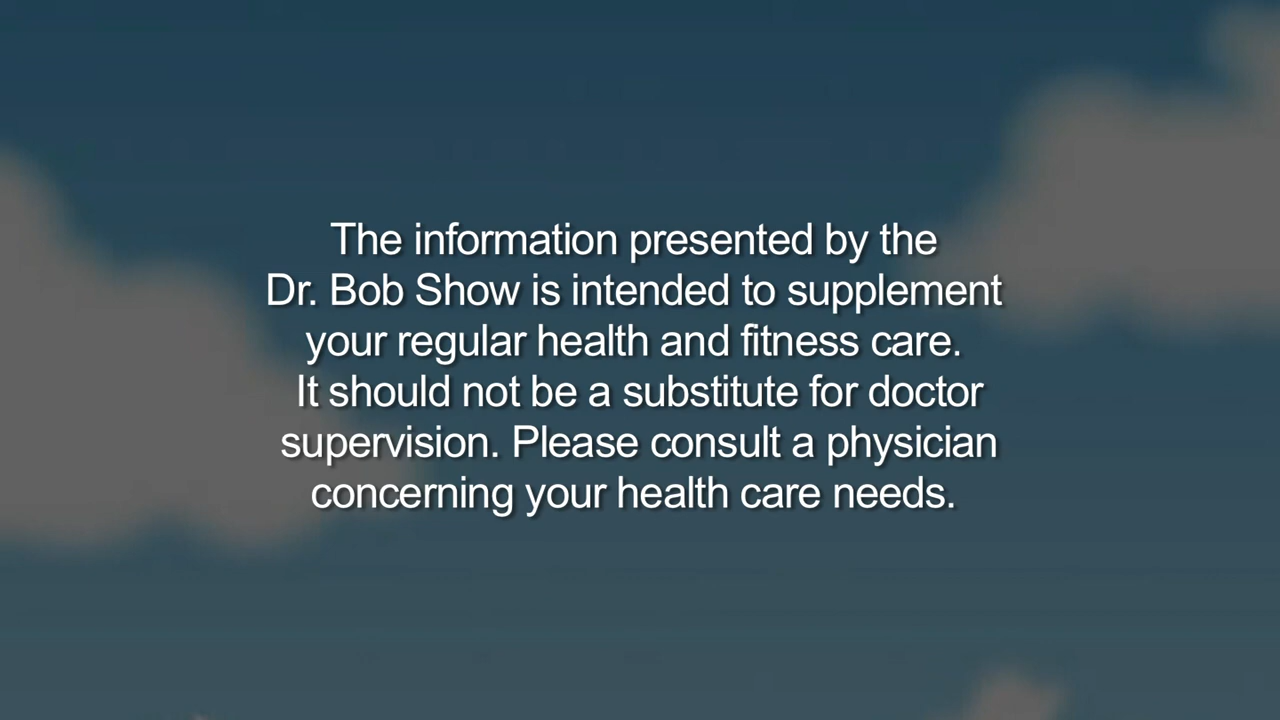 The information presented by the
Dr. Bob Show is intended to supplement
your regular health and fitness care.
It should not be a substitute for doctor
supervision. Please consult a physician
concerning your health care needs.